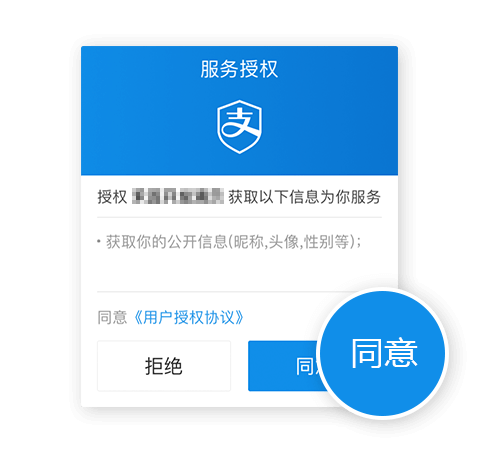 服务授权
支
授权 获取以下信息为你服务
• 获取你的公开信息(昵称,头像,性别等)；
同意《用户授权协议》
拒绝
同意
同意